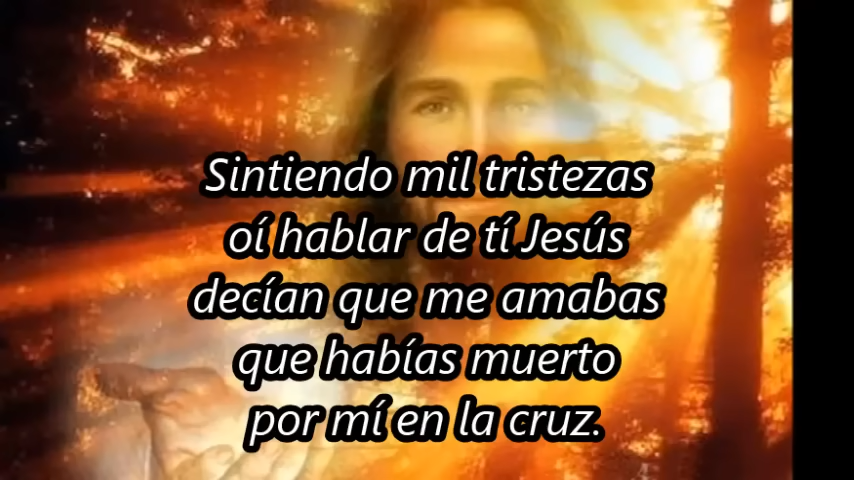 Sintiendo mil tristezas
oí hablar de tí Jesús
decían que me amabas
que habías muerto
por mí en la cruz.